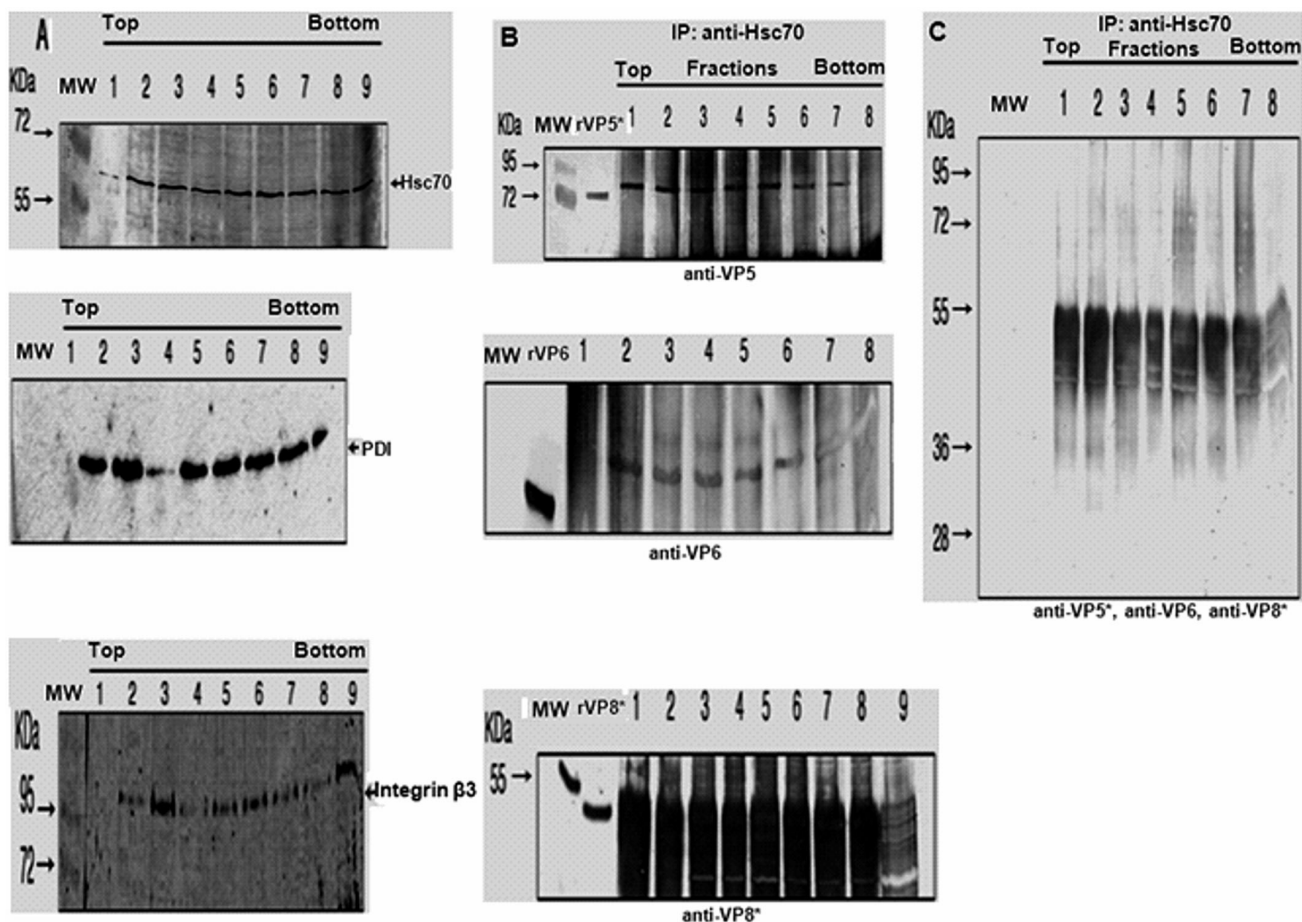 A
Top Bottom
KDa
MW 1 2 3 4 5 6 7 8 9
72
Hsc70
55
Top Bottom
MW 1 2 3 4 5 6 7 8 9
PDI
Top Bottom
MW 1 2 3 4 5 6 7 8 9
KDa
Integrin β3
95
72
B
IP: anti-Hsc70
Top Fractions Bottom
KDa MW rVP5* 1 2 3 4 5 6 7 8
95
72
anti-VP5
MW rVP6 1 2 3 4 5 6 7 8
anti-VP6
MW rVP8* 1 2 3 4 5 6 7 8 9
KDa
55
anti-VP8*
C
IP: anti-Hsc70
Top Fractions Bottom
MW 1 2 3 4 5 6 7 8
KDa
95
72
55
36
28
anti-VP5*, anti-VP6, anti-VP8*